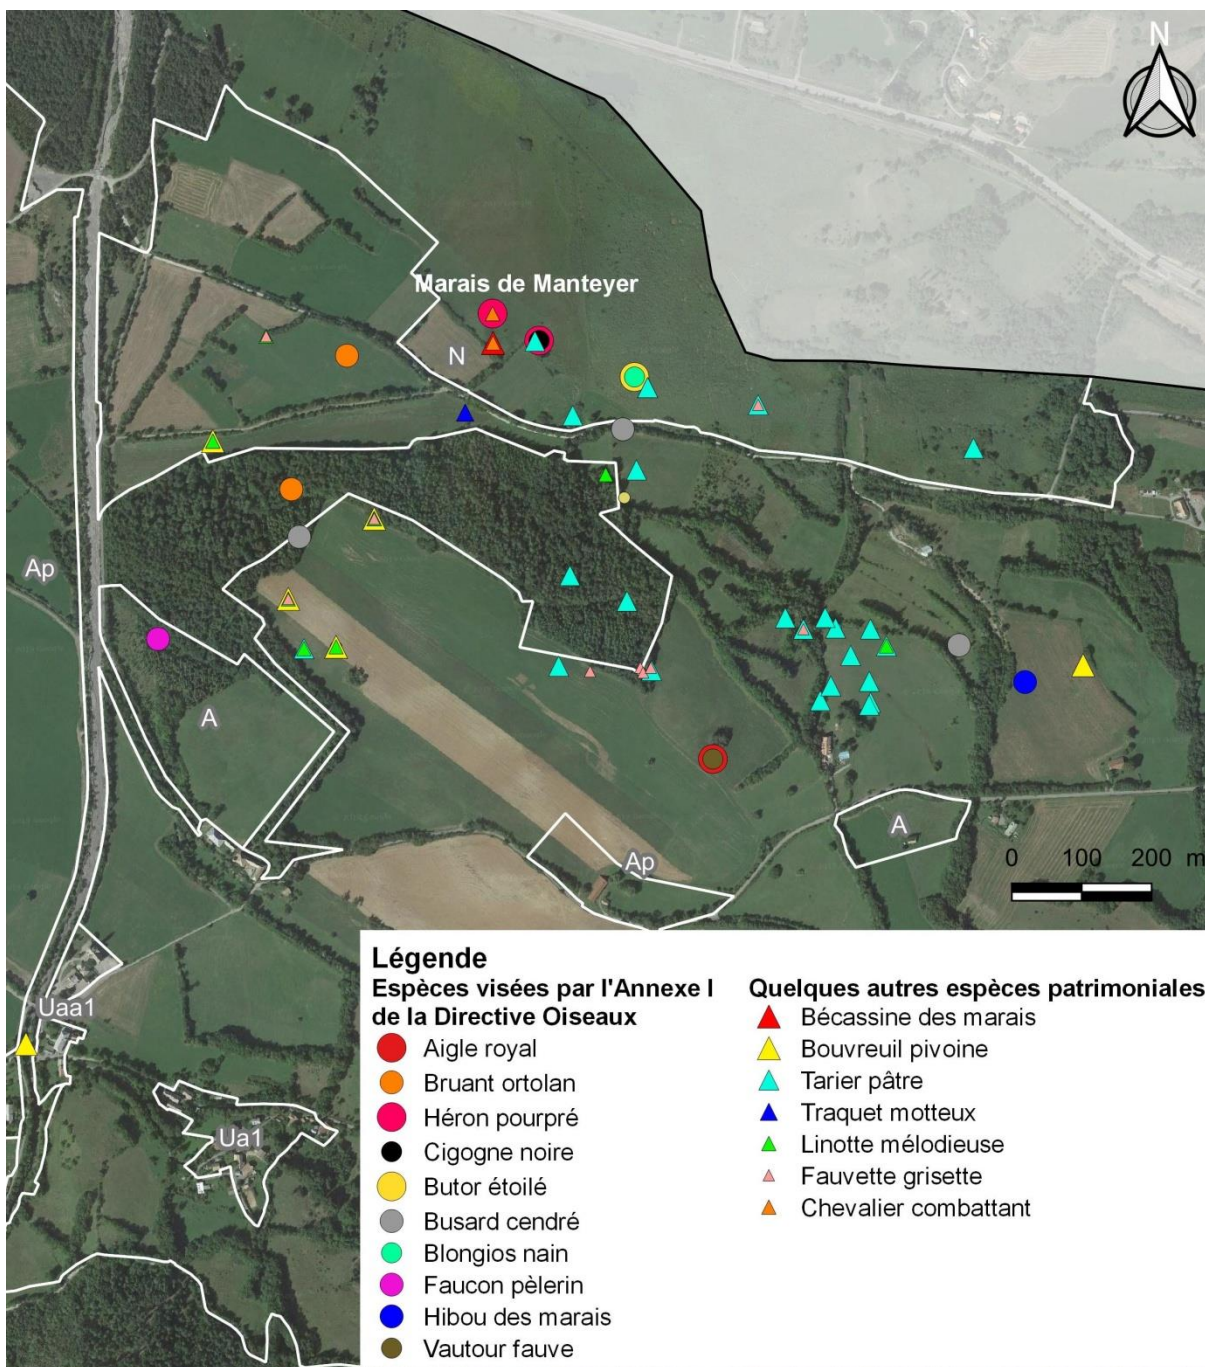 N
Marais de Manteyer
N
Ap
A
A
Ap
0 100 200 m
Uaa1
Ua1
Légende
Espèces visées par l'Annexe I
de la Directive Oiseaux
Aigle royal
Bruant ortolan
Héron pourpré
Cigogne noire
Butor étoilé
Busard cendré
Blongios nain
Faucon pèlerin
Hibou des marais
Vautour fauve
Quelques autres espèces patrimoniales
Bécassine des marais
Bouvreuil pivoine
Tarier pâtre
Traquet motteux
Linotte mélodieuse
Fauvette grisette
Chevalier combattant